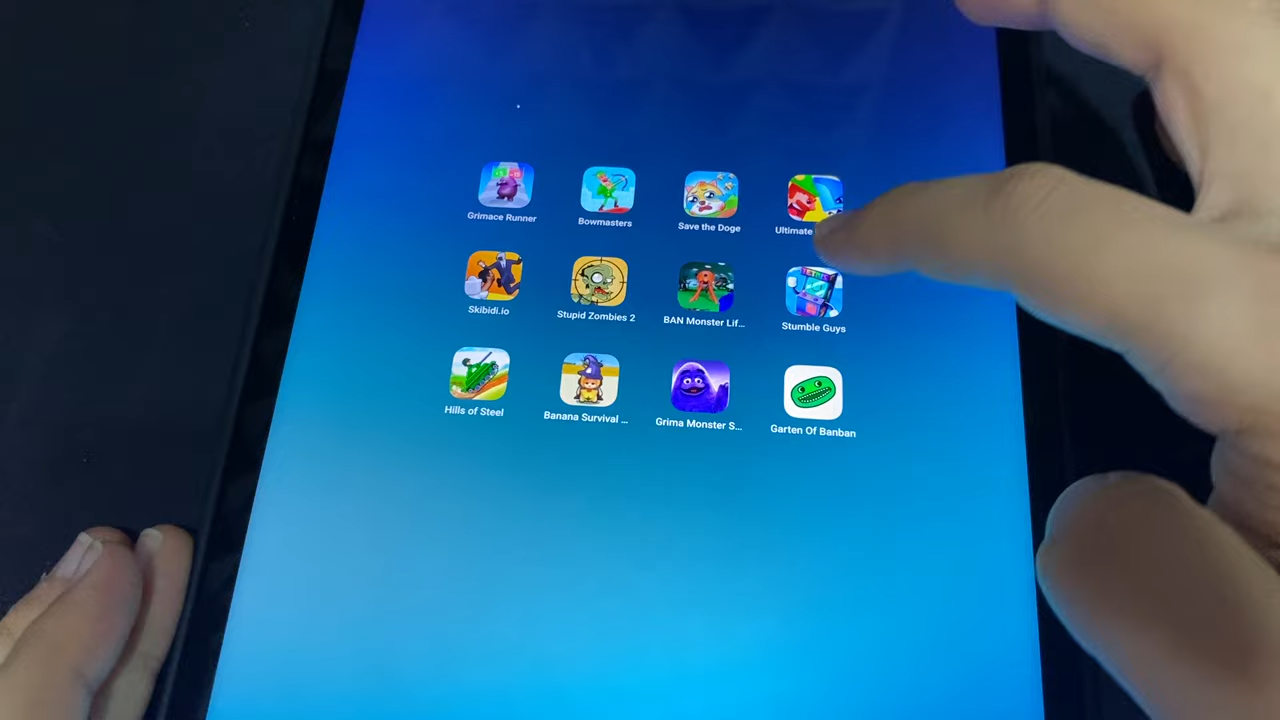 Grimace Runner
Bowmasters
Save the Doge
Ultimate
Skibidi.io
Stupid Zombies 2
BAN Monster Lif...
TETRIS
Stumble Guys
Hills of Steel
Banana Survival ...
Grima Monster S...
Garten Of Banban